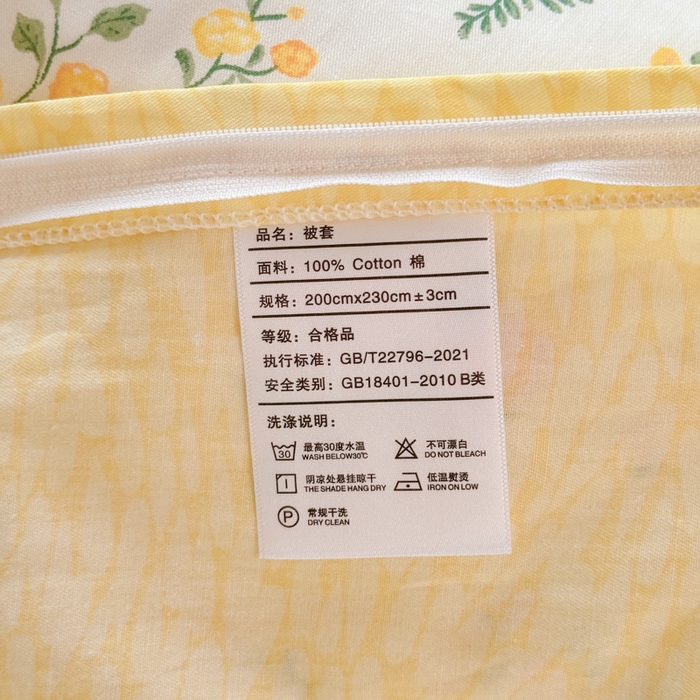 品名：被套
面料：100% Cotton 棉
规格：200cmx230cm±3cm
等级：合格品
执行标准：GB/T22796-2021
安全类别：GB18401-2010 B类
洗涤说明：
30 最高30度水温 不可漂白
WASH BELOW30℃ DO NOT BLEACH
阴凉处悬挂晾干 低温熨烫
THE SHADE HANG DRY IRON ON LOW
P 常规干洗
DRY CLEAN